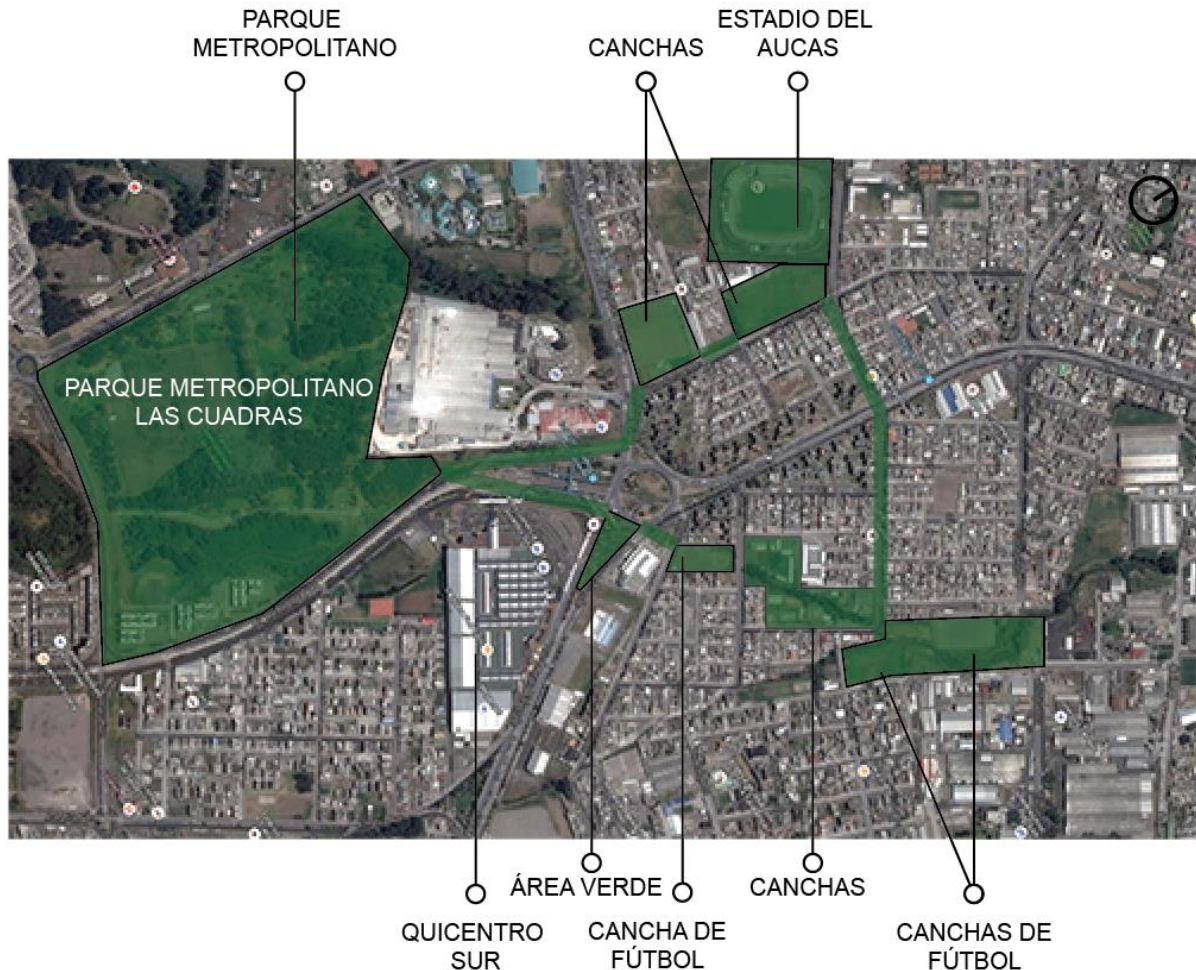 PARQUE
METROPOLITANO
CANCHAS
ESTADIO DEL
AUCAS
PARQUE METROPOLITANO
LAS CUADRAS
ÁREA VERDE
CANCHAS
QUICENTRO
SUR
CANCHA DE
FÚTBOL
CANCHAS DE
FÚTBOL